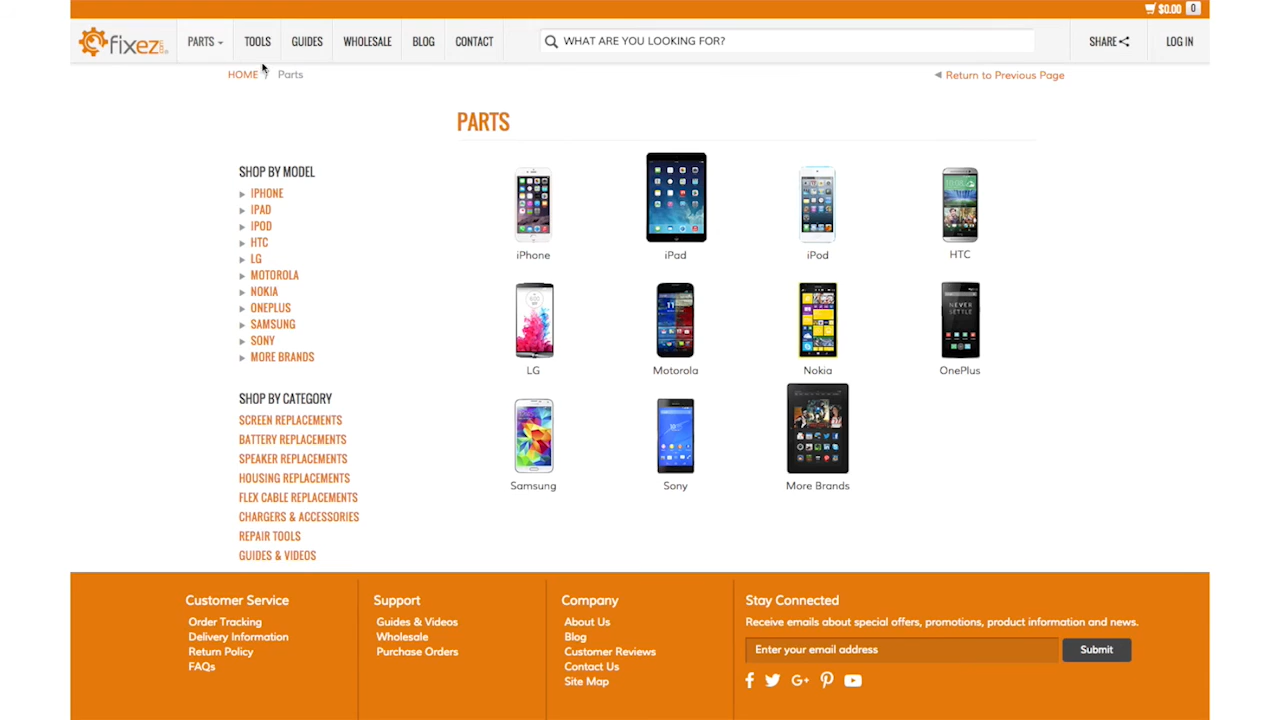 $0.00 0
fixez.com
PARTS
TOOLS
GUIDES
WHOLESALE
BLOG
CONTACT
WHAT ARE YOU LOOKING FOR?
SHARE
LOG IN
HOME / Parts
Return to Previous Page
PARTS
SHOP BY MODEL
IPHONE
IPAD
IPOD
HTC
LG
MOTOROLA
NOKIA
ONEPLUS
SAMSUNG
SONY
MORE BRANDS
SHOP BY CATEGORY
SCREEN REPLACEMENTS
BATTERY REPLACEMENTS
SPEAKER REPLACEMENTS
HOUSING REPLACEMENTS
FLEX CABLE REPLACEMENTS
CHARGERS & ACCESSORIES
REPAIR TOOLS
GUIDES & VIDEOS
iPhone
iPad
iPod
HTC
NEVER
SETTLE
LG
Motorola
Nokia
OnePlus
Samsung
Sony
More Brands
Customer Service
Order Tracking
Delivery Information
Return Policy
FAQs
Support
Guides & Videos
Wholesale
Purchase Orders
Company
About Us
Blog
Customer Reviews
Contact Us
Site Map
Stay Connected
Receive emails about special offers, promotions, product information and news.
Enter your email address
Submit